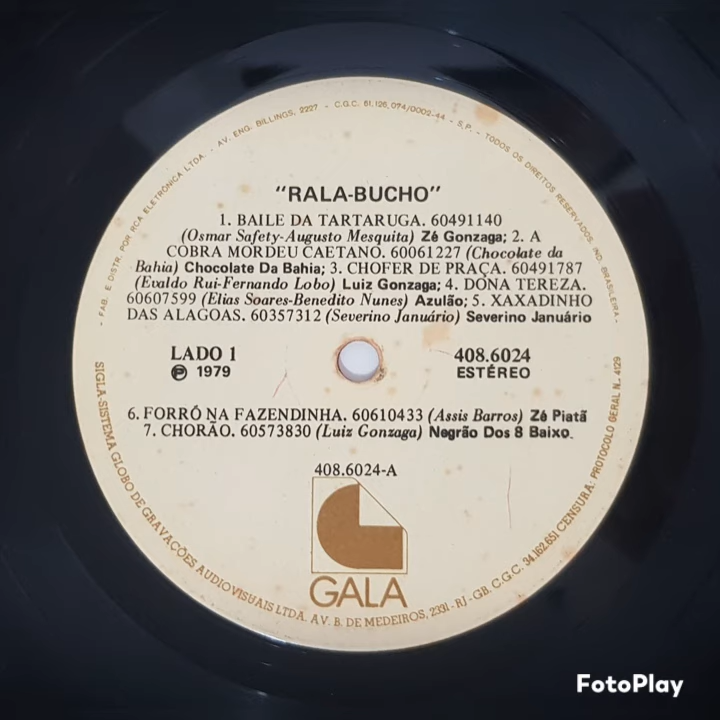 - FAB. E DISTR. POR RCA ELETRÔNICA LTDA. - AV. ENG. BILLINGS, 2227 - C.G.C. 61.126.074/0002-44 - S.P. - TODOS OS DIREITOS RESERVADOS. IND. BRASILEIRA -
"RALA-BUCHO"
1. BAILE DA TARTARUGA. 60491140
(Osmar Safety-Augusto Mesquita) Zé Gonzaga; 2. A
COBRA MORDEU CAETANO. 60061227 (Chocolate da
Bahia) Chocolate Da Bahia; 3. CHOFER DE PRAÇA. 60491787
(Evaldo Rui-Fernando Lobo) Luiz Gonzaga; 4. DONA TEREZA.
60607599 (Elias Soares-Benedito Nunes) Azulão; 5. XAXADINHO
DAS ALAGOAS. 60357312 (Severino Januário) Severino Januário
LADO 1
℗ 1979
408.6024
ESTÉREO
6. FORRÓ NA FAZENDINHA. 60610433 (Assis Barros) Zé Piatã
7. CHORÃO. 60573830 (Luiz Gonzaga) Negrão Dos 8 Baixo.
408.6024-A
GALA
SIGLA-SISTEMA GLOBO DE GRAVAÇÕES AUDIOVISUAIS LTDA. AV. B. DE MEDEIROS, 2331 - RJ - GB. C.G.C. 34.162.651 CENSURA: PROTOCOLO GERAL N. 4129
FotoPlay